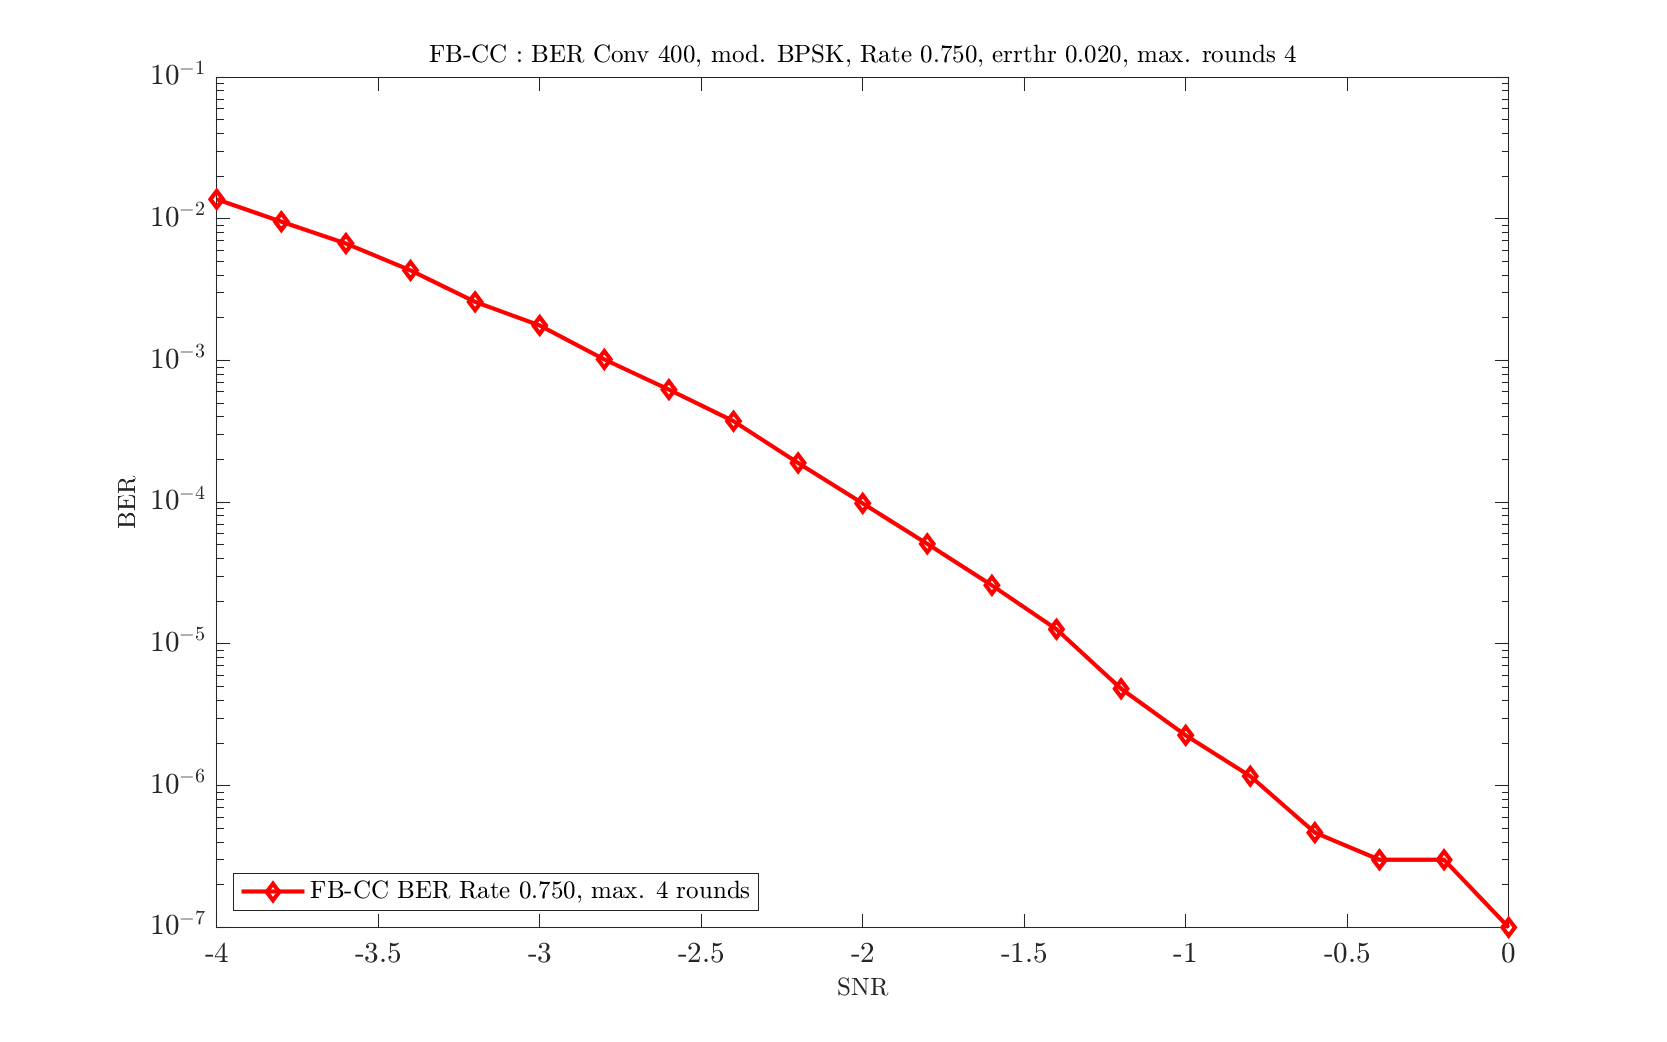 FB-CC : BER Conv 400, mod. BPSK, Rate 0.750, errthr 0.020, max. rounds 4
10^{-1}
10^{-2}
10^{-3}
10^{-4}
10^{-5}
10^{-6}
10^{-7}
BER
FB-CC BER Rate 0.750, max. 4 rounds
-4 -3.5 -3 -2.5 -2 -1.5 -1 -0.5 0
SNR